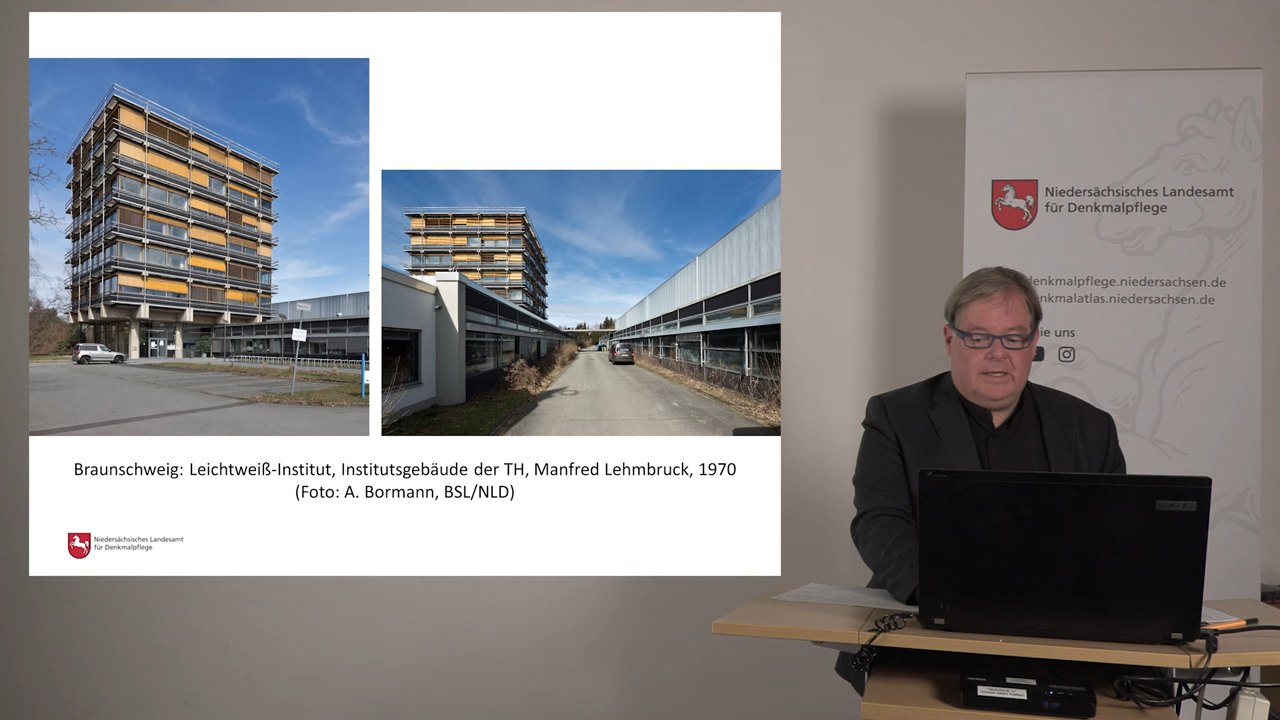 Braunschweig: Leichtweiß-Institut, Institutsgebäude der TH, Manfred Lehmbruck, 1970
(Foto: A. Bormann, BSL/NLD)
Niedersächsisches Landesamt
für Denkmalpflege
Niedersächsisches Landesamt
für Denkmalpflege
denkmalpflege.niedersachsen.de
denkmalatlas.niedersachsen.de
ie uns